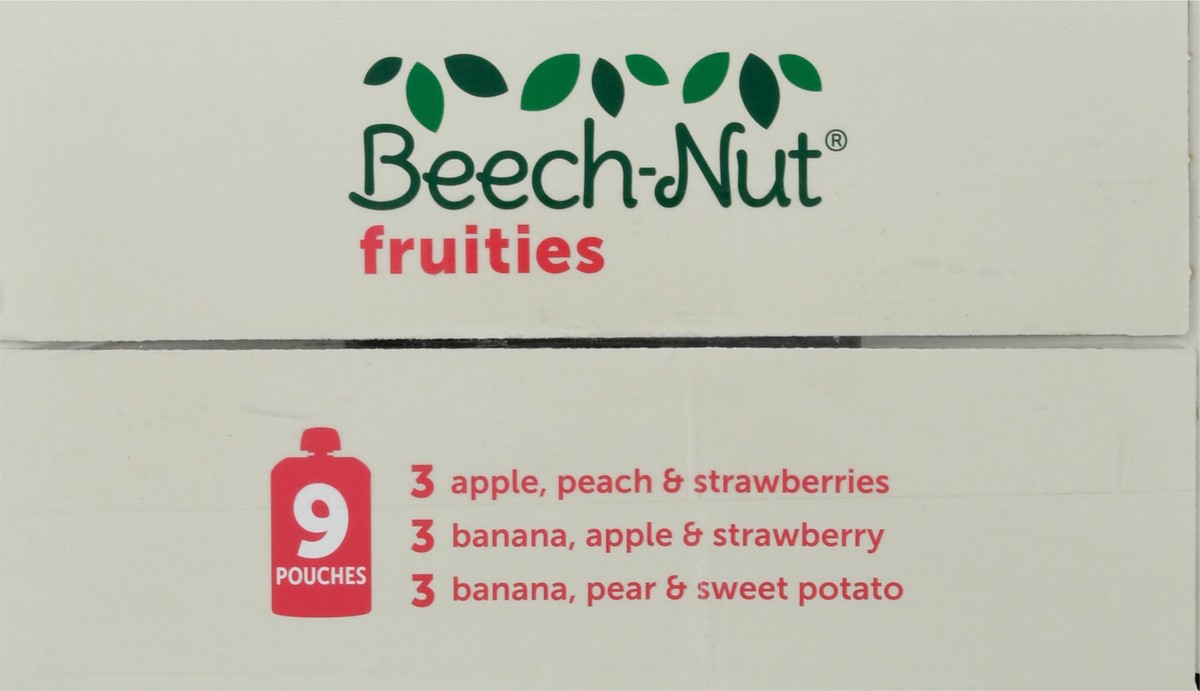 Beech-Nut®
fruities
9
POUCHES
3 apple, peach & strawberries
3 banana, apple & strawberry
3 banana, pear & sweet potato